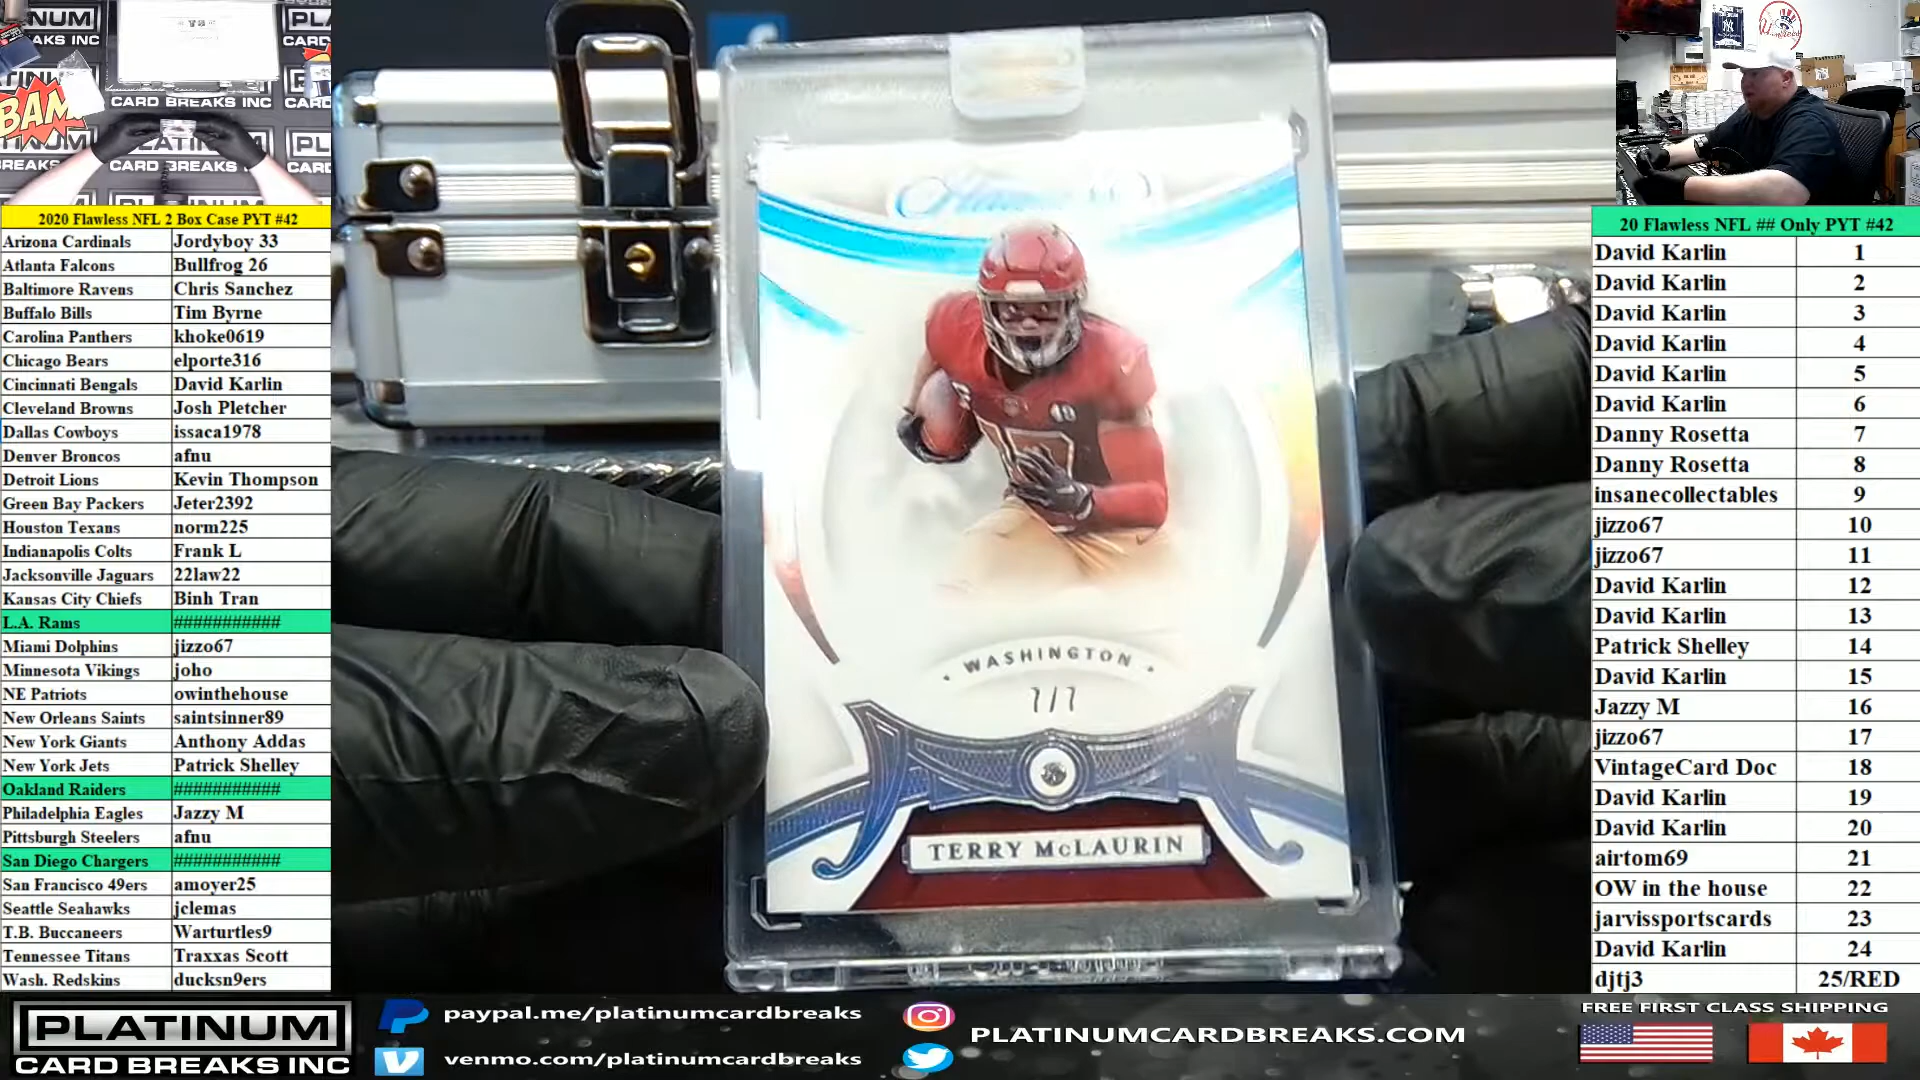 PLATINUM
CARD BREAKS INC
BAM
2020 Flawless NFL 2 Box Case PYT #42
Arizona Cardinals Jordyboy 33
Atlanta Falcons Bullfrog 26
Baltimore Ravens Chris Sanchez
Buffalo Bills Tim Byrne
Carolina Panthers khoke0619
Chicago Bears elporte316
Cincinnati Bengals David Karlin
Cleveland Browns Josh Pletcher
Dallas Cowboys issaca1978
Denver Broncos afnu
Detroit Lions Kevin Thompson
Green Bay Packers Jeter2392
Houston Texans norm225
Indianapolis Colts Frank L
Jacksonville Jaguars 22law22
Kansas City Chiefs Binh Tran
L.A. Rams ###########
Miami Dolphins jizzo67
Minnesota Vikings joho
NE Patriots owinthehouse
New Orleans Saints saintsinner89
New York Giants Anthony Addas
New York Jets Patrick Shelley
Oakland Raiders ###########
Philadelphia Eagles Jazzy M
Pittsburgh Steelers afnu
San Diego Chargers ###########
San Francisco 49ers amoyer25
Seattle Seahawks jclemas
T.B. Buccaneers Warturtles9
Tennessee Titans Traxxas Scott
Wash. Redskins ducksn9ers
WASHINGTON
7/7
TERRY McLAURIN
20 Flawless NFL ## Only PYT #42
David Karlin 1
David Karlin 2
David Karlin 3
David Karlin 4
David Karlin 5
David Karlin 6
Danny Rosetta 7
Danny Rosetta 8
insanecollectables 9
jizzo67 10
jizzo67 11
David Karlin 12
David Karlin 13
Patrick Shelley 14
David Karlin 15
Jazzy M 16
jizzo67 17
VintageCard Doc 18
David Karlin 19
David Karlin 20
airtom69 21
OW in the house 22
jarvissportscards 23
David Karlin 24
djtj3 25/RED
PLATINUM
CARD BREAKS INC
paypal.me/platinumcardbreaks
venmo.com/platinumcardbreaks
PLATINUMCARDBREAKS.COM
FREE FIRST CLASS SHIPPING